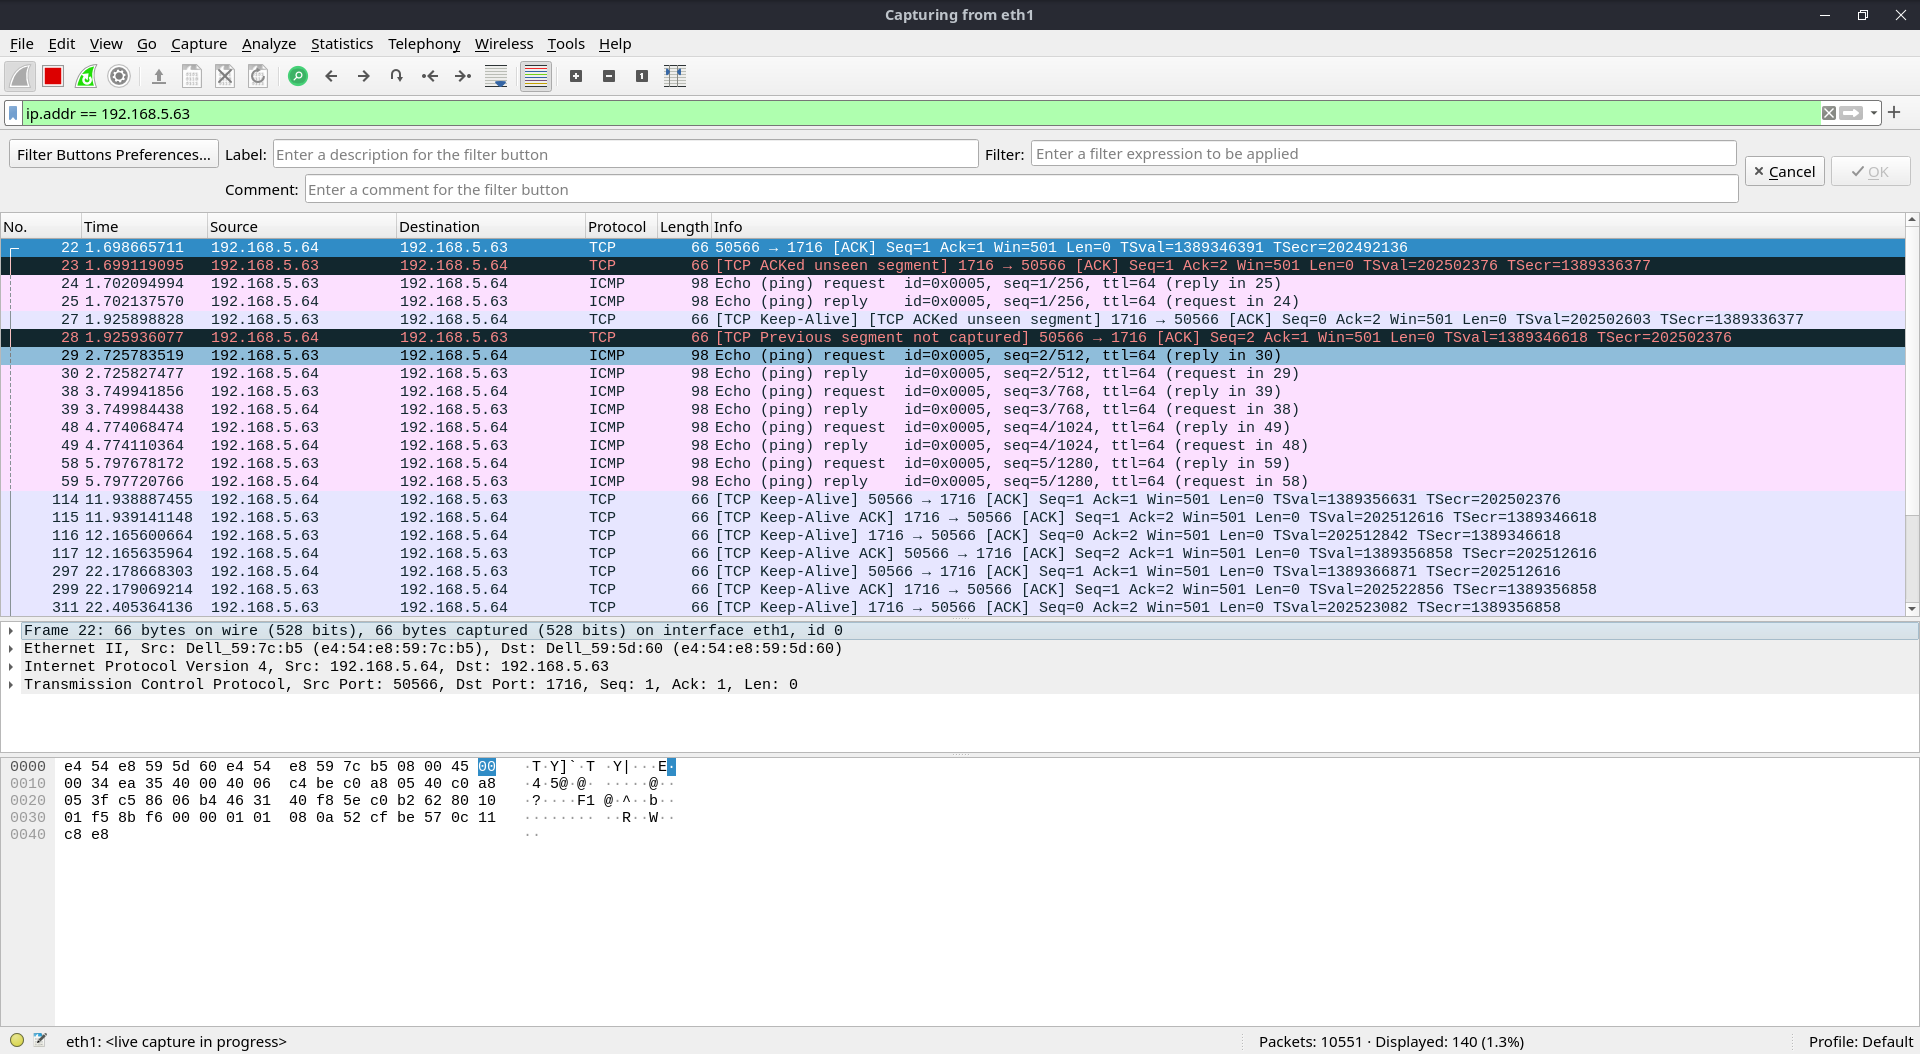 Capturing from eth1
File Edit View Go Capture Analyze Statistics Telephony Wireless Tools Help
ip.addr == 192.168.5.63
Filter Buttons Preferences... Label: Enter a description for the filter button Filter: Enter a filter expression to be applied
Cancel OK
Comment: Enter a comment for the filter button
No. Time Source Destination Protocol Length Info
22 1.698665711 192.168.5.64 192.168.5.63 TCP 66 50566 → 1716 [ACK] Seq=1 Ack=1 Win=501 Len=0 TSval=1389346391 TSecr=202492136
23 1.699119095 192.168.5.63 192.168.5.64 TCP 66 [TCP ACKed unseen segment] 1716 → 50566 [ACK] Seq=1 Ack=2 Win=501 Len=0 TSval=202502376 TSecr=1389336377
24 1.702094994 192.168.5.63 192.168.5.64 ICMP 98 Echo (ping) request id=0x0005, seq=1/256, ttl=64 (reply in 25)
25 1.702137570 192.168.5.64 192.168.5.63 ICMP 98 Echo (ping) reply id=0x0005, seq=1/256, ttl=64 (request in 24)
27 1.925898828 192.168.5.63 192.168.5.64 TCP 66 [TCP Keep-Alive] [TCP ACKed unseen segment] 1716 → 50566 [ACK] Seq=0 Ack=2 Win=501 Len=0 TSval=202502603 TSecr=1389336377
28 1.925936077 192.168.5.64 192.168.5.63 TCP 66 [TCP Previous segment not captured] 50566 → 1716 [ACK] Seq=2 Ack=1 Win=501 Len=0 TSval=1389346618 TSecr=202502376
29 2.725783519 192.168.5.63 192.168.5.64 ICMP 98 Echo (ping) request id=0x0005, seq=2/512, ttl=64 (reply in 30)
30 2.725827477 192.168.5.64 192.168.5.63 ICMP 98 Echo (ping) reply id=0x0005, seq=2/512, ttl=64 (request in 29)
38 3.749941856 192.168.5.63 192.168.5.64 ICMP 98 Echo (ping) request id=0x0005, seq=3/768, ttl=64 (reply in 39)
39 3.749984438 192.168.5.64 192.168.5.63 ICMP 98 Echo (ping) reply id=0x0005, seq=3/768, ttl=64 (request in 38)
48 4.774068474 192.168.5.63 192.168.5.64 ICMP 98 Echo (ping) request id=0x0005, seq=4/1024, ttl=64 (reply in 49)
49 4.774110364 192.168.5.64 192.168.5.63 ICMP 98 Echo (ping) reply id=0x0005, seq=4/1024, ttl=64 (request in 48)
58 5.797678172 192.168.5.63 192.168.5.64 ICMP 98 Echo (ping) request id=0x0005, seq=5/1280, ttl=64 (reply in 59)
59 5.797720766 192.168.5.64 192.168.5.63 ICMP 98 Echo (ping) reply id=0x0005, seq=5/1280, ttl=64 (request in 58)
114 11.938887455 192.168.5.64 192.168.5.63 TCP 66 [TCP Keep-Alive] 50566 → 1716 [ACK] Seq=1 Ack=1 Win=501 Len=0 TSval=1389356631 TSecr=202502376
115 11.939141148 192.168.5.63 192.168.5.64 TCP 66 [TCP Keep-Alive ACK] 1716 → 50566 [ACK] Seq=1 Ack=2 Win=501 Len=0 TSval=202512616 TSecr=1389346618
116 12.165600664 192.168.5.63 192.168.5.64 TCP 66 [TCP Keep-Alive] 1716 → 50566 [ACK] Seq=0 Ack=2 Win=501 Len=0 TSval=202512842 TSecr=1389346618
117 12.165635964 192.168.5.64 192.168.5.63 TCP 66 [TCP Keep-Alive ACK] 50566 → 1716 [ACK] Seq=2 Ack=1 Win=501 Len=0 TSval=1389356858 TSecr=202512616
297 22.178668303 192.168.5.64 192.168.5.63 TCP 66 [TCP Keep-Alive] 50566 → 1716 [ACK] Seq=1 Ack=1 Win=501 Len=0 TSval=1389366871 TSecr=202512616
299 22.179069214 192.168.5.63 192.168.5.64 TCP 66 [TCP Keep-Alive ACK] 1716 → 50566 [ACK] Seq=1 Ack=2 Win=501 Len=0 TSval=202522856 TSecr=1389356858
311 22.405364136 192.168.5.63 192.168.5.64 TCP 66 [TCP Keep-Alive] 1716 → 50566 [ACK] Seq=0 Ack=2 Win=501 Len=0 TSval=202523082 TSecr=1389356858
Frame 22: 66 bytes on wire (528 bits), 66 bytes captured (528 bits) on interface eth1, id 0
Ethernet II, Src: Dell_59:7c:b5 (e4:54:e8:59:7c:b5), Dst: Dell_59:5d:60 (e4:54:e8:59:5d:60)
Internet Protocol Version 4, Src: 192.168.5.64, Dst: 192.168.5.63
Transmission Control Protocol, Src Port: 50566, Dst Port: 1716, Seq: 1, Ack: 1, Len: 0
0000 e4 54 e8 59 5d 60 e4 54 e8 59 7c b5 08 00 45 00 ·T·Y]`·T ·Y|···E·
0010 00 34 ea 35 40 00 40 06 c4 be c0 a8 05 40 c0 a8 ·4·5@·@· ·····@··
0020 05 3f c5 86 06 b4 46 31 40 f8 5e c0 b2 62 80 10 ·?····F1 @·^··b··
0030 01 f5 8b f6 00 00 01 01 08 0a 52 cf be 57 0c 11 ········ ··R··W··
0040 c8 e8 ··
eth1: <live capture in progress> Packets: 10551 · Displayed: 140 (1.3%) Profile: Default